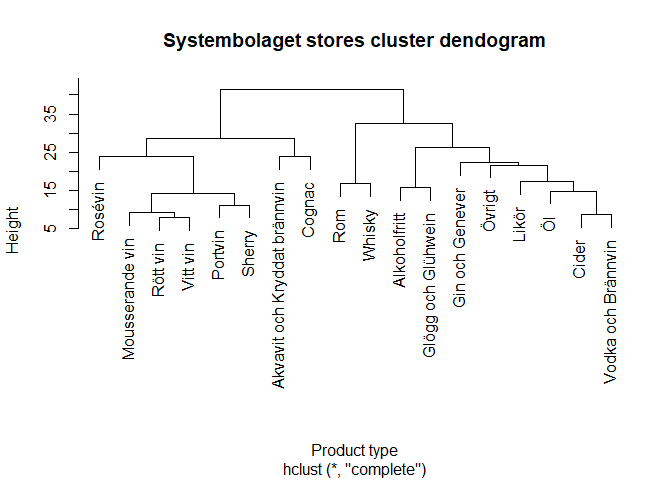 Systembolaget stores cluster dendogram
Height
35
25
15
5
Rosévin
Mousserande vin
Rött vin
Vitt vin
Portvin
Sherry
Akvavit och Kryddat brännvin
Cognac
Rom
Whisky
Alkoholfritt
Glögg och Glühwein
Gin och Genever
Övrigt
Likör
Öl
Cider
Vodka och Brännvin
Product type
hclust (*, "complete")